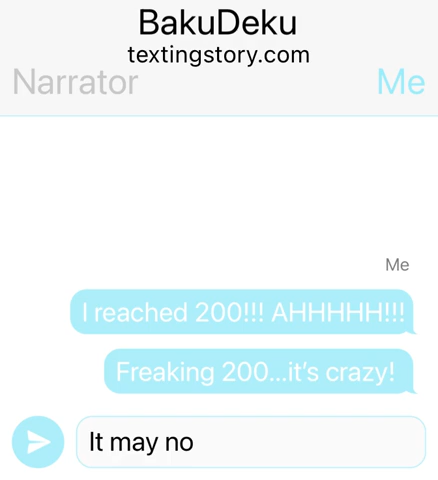 BakuDeku
textingstory.com
Narrator
Me
Me
I reached 200!!! AHHHHH!!!
Freaking 200...it's crazy!
It may no